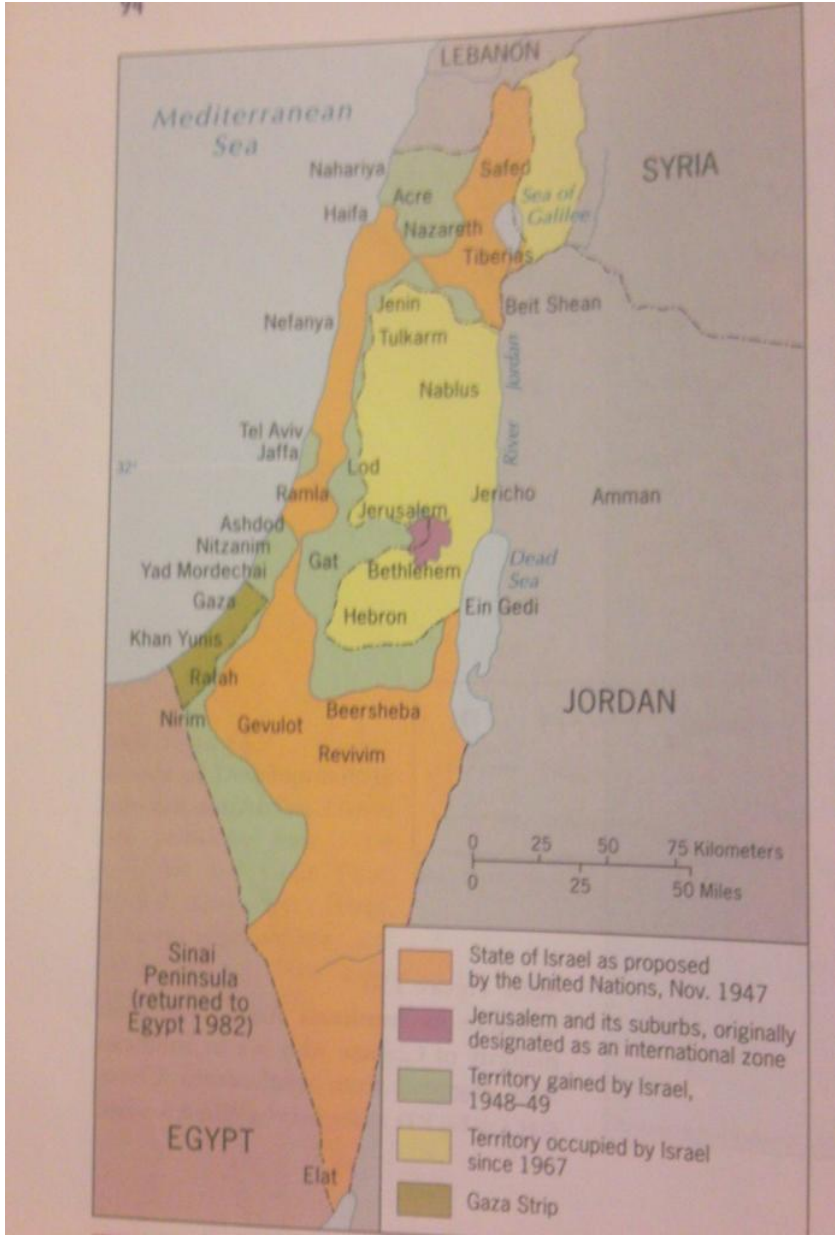 94
LEBANON
Mediterranean
Sea
SYRIA
Nahariya
Safed
Acre
Sea of
Galilee
Haifa
Nazareth
Tiberias
Jenin
Beit Shean
Nefanya
Tulkarm
Nablus
River Jordan
Tel Aviv
Jaffa
32°
Lod
Ramla
Jericho
Amman
Jerusalem
Ashdod
Nitzanim
Gat
Yad Mordechai
Bethlehem
Dead
Sea
Gaza
Hebron
Ein Gedi
Khan Yunis
Rafah
Nirim
Gevulot
Beersheba
JORDAN
Revivim
0 25 50 75 Kilometers
0 25 50 Miles
Sinai
Peninsula
(returned to
Egypt 1982)
EGYPT
Elat
State of Israel as proposed
by the United Nations, Nov. 1947
Jerusalem and its suburbs, originally
designated as an international zone
Territory gained by Israel,
1948–49
Territory occupied by Israel
since 1967
Gaza Strip